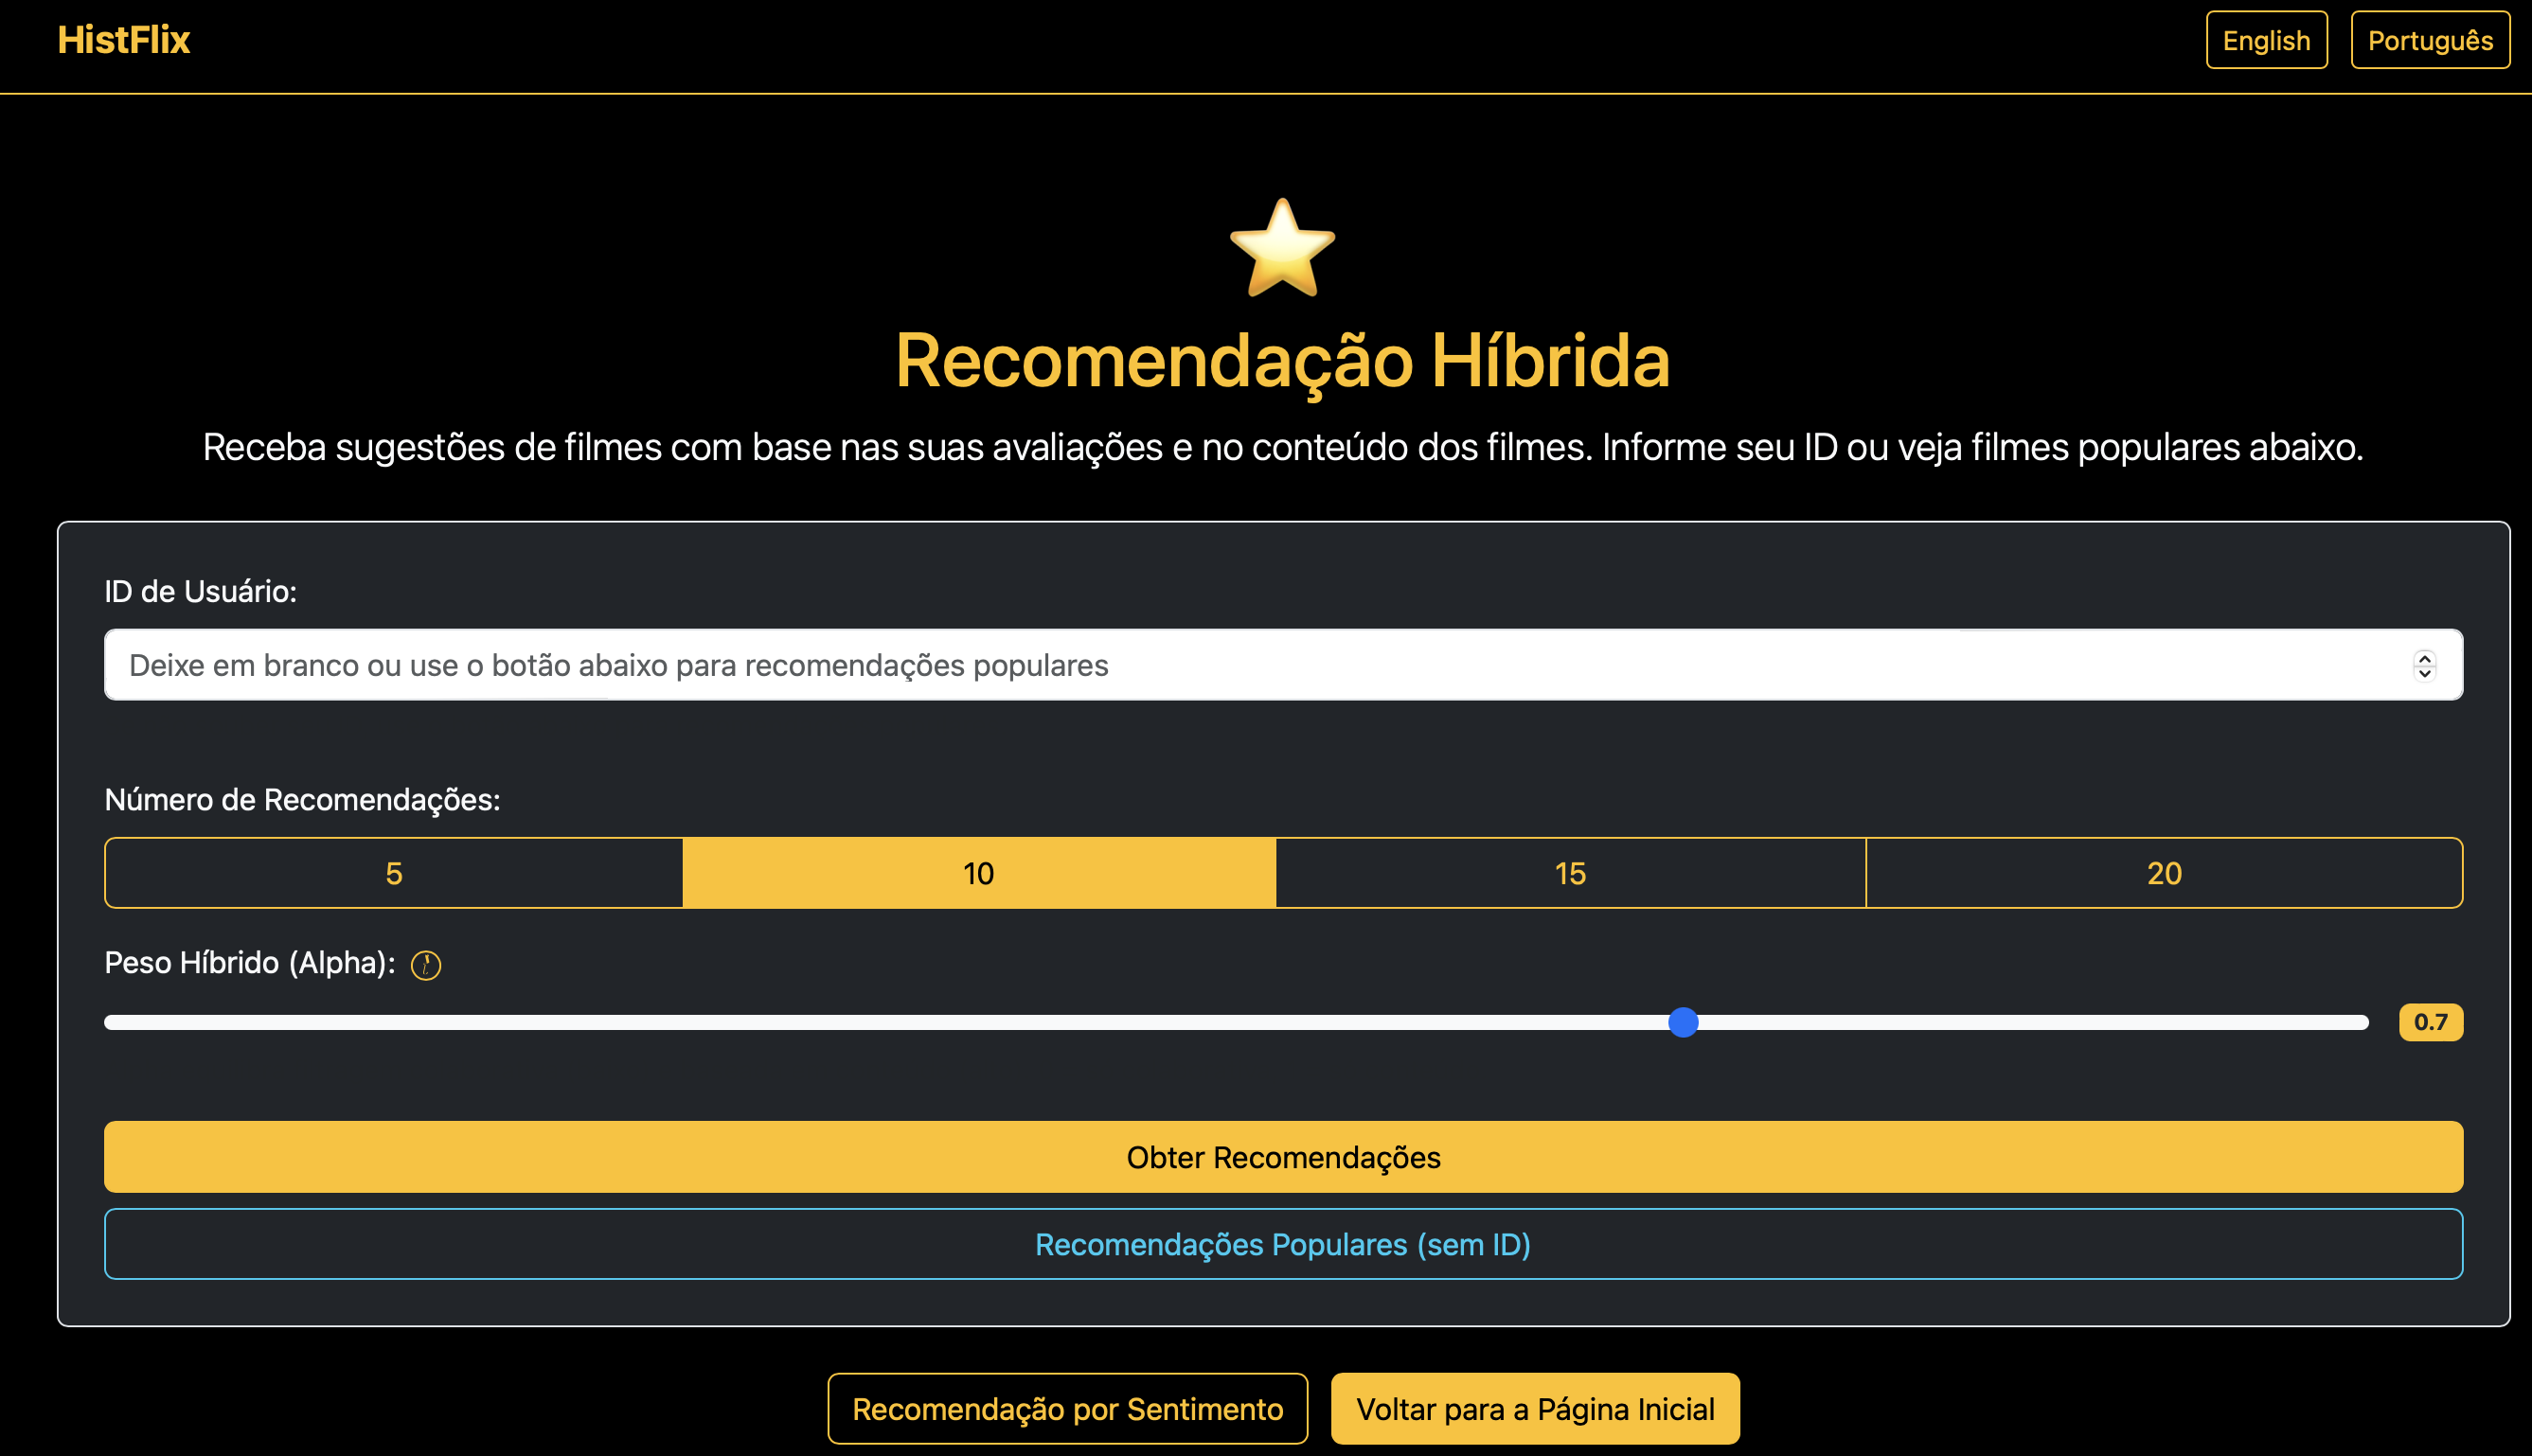 HistFlix
English
Português
Recomendação Híbrida
Receba sugestões de filmes com base nas suas avaliações e no conteúdo dos filmes. Informe seu ID ou veja filmes populares abaixo.
ID de Usuário:
Deixe em branco ou use o botão abaixo para recomendações populares
Número de Recomendações:
5
10
15
20
Peso Híbrido (Alpha):
0.7
Obter Recomendações
Recomendações Populares (sem ID)
Recomendação por Sentimento
Voltar para a Página Inicial